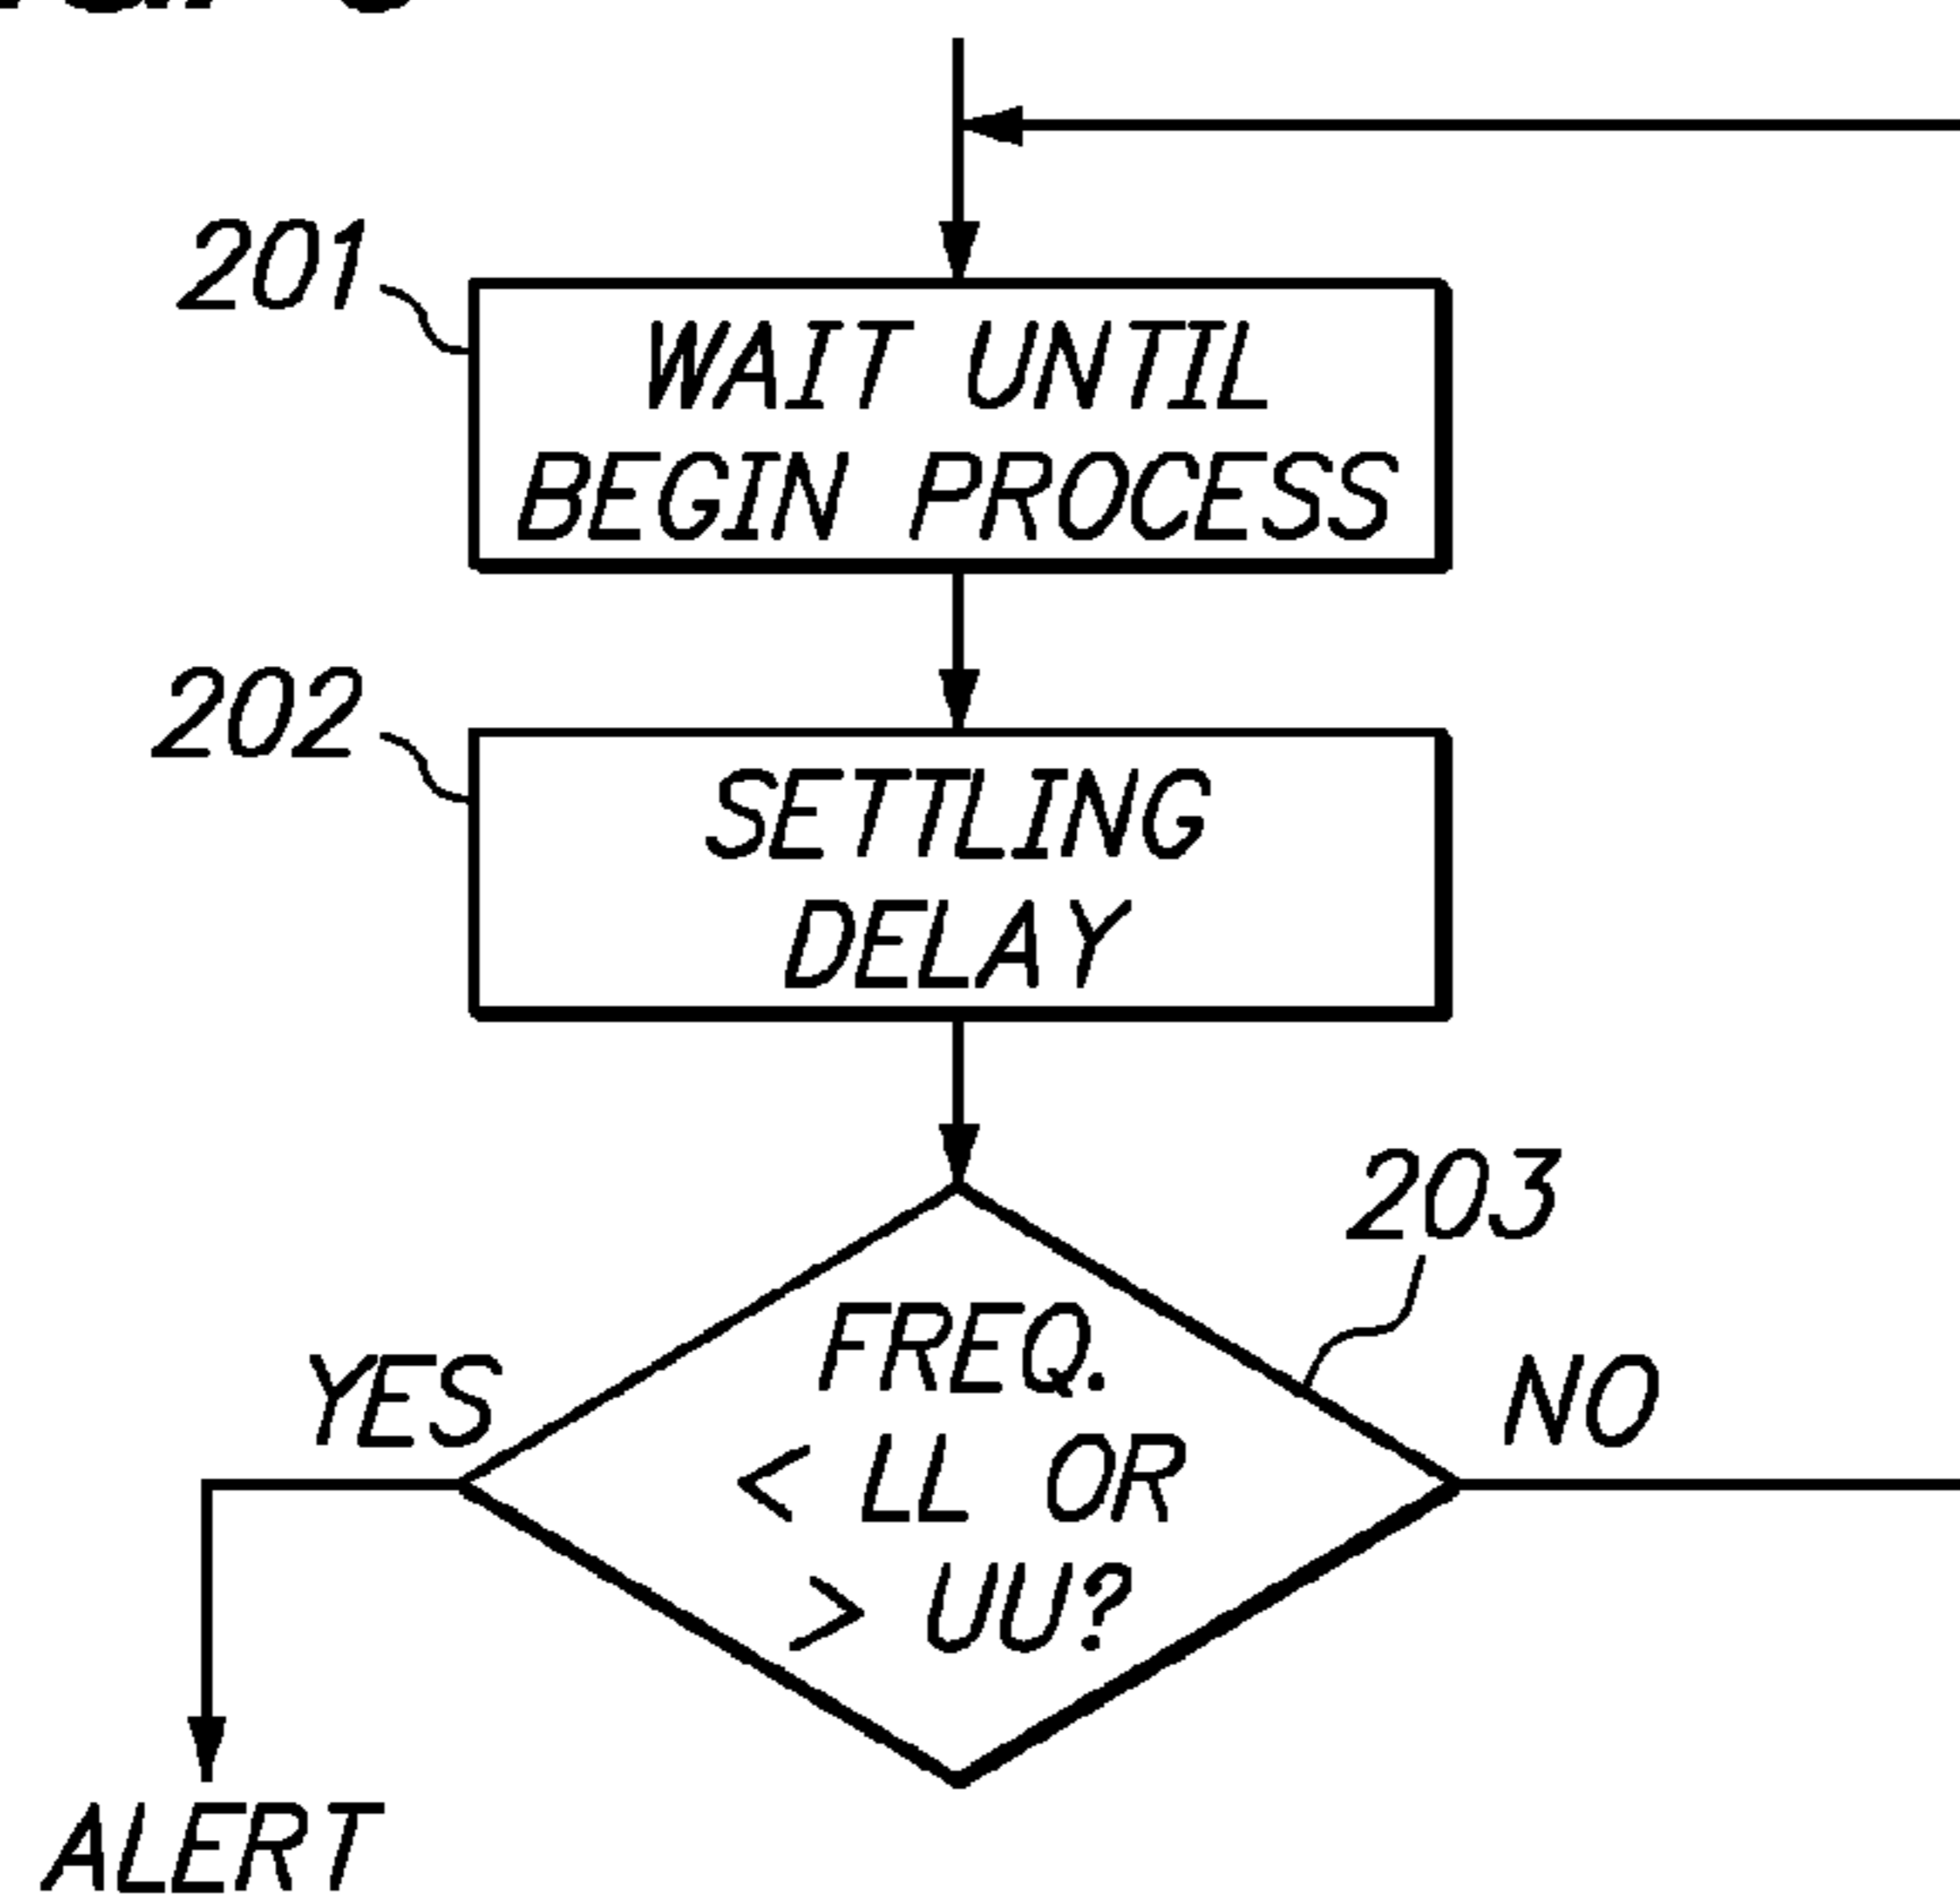 201
WAIT UNTIL
BEGIN PROCESS
202
SETTLING
DELAY
203
FREQ.
< LL OR
> UU?
YES
NO
ALERT